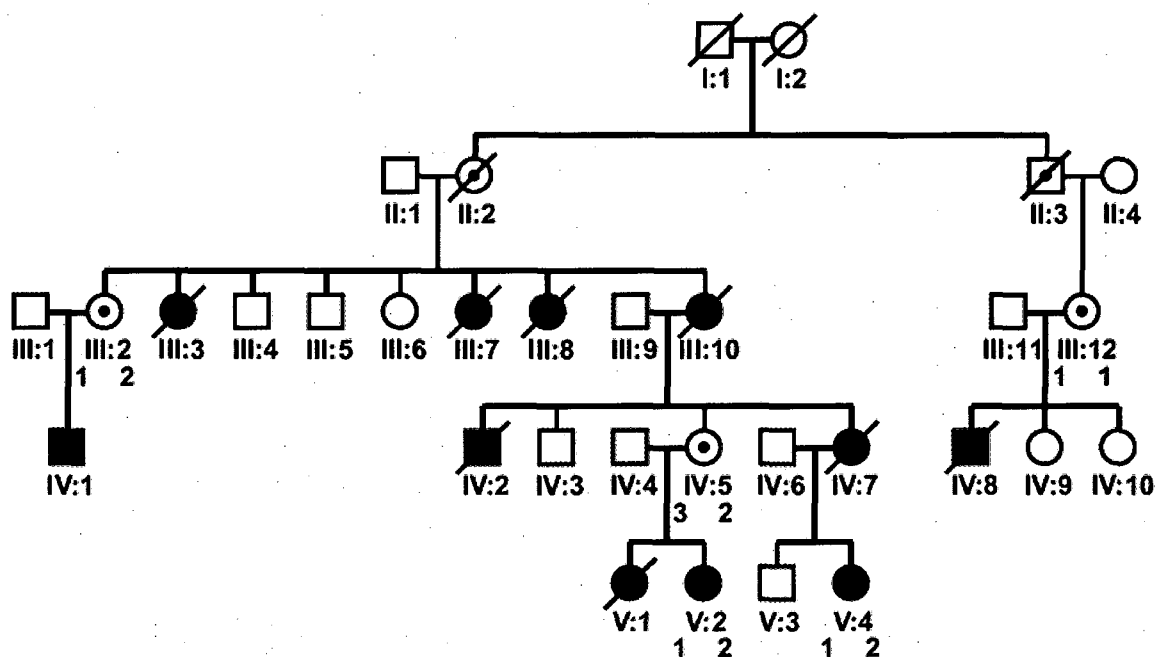 I:1 I:2
II:1 II:2 II:3 II:4
III:1 III:2 III:3 III:4 III:5 III:6 III:7 III:8 III:9 III:10 III:11 III:12
1 2 1 1
IV:1 IV:2 IV:3 IV:4 IV:5 IV:6 IV:7 IV:8 IV:9 IV:10
3 2
V:1 V:2 V:3 V:4
1 2 1 2